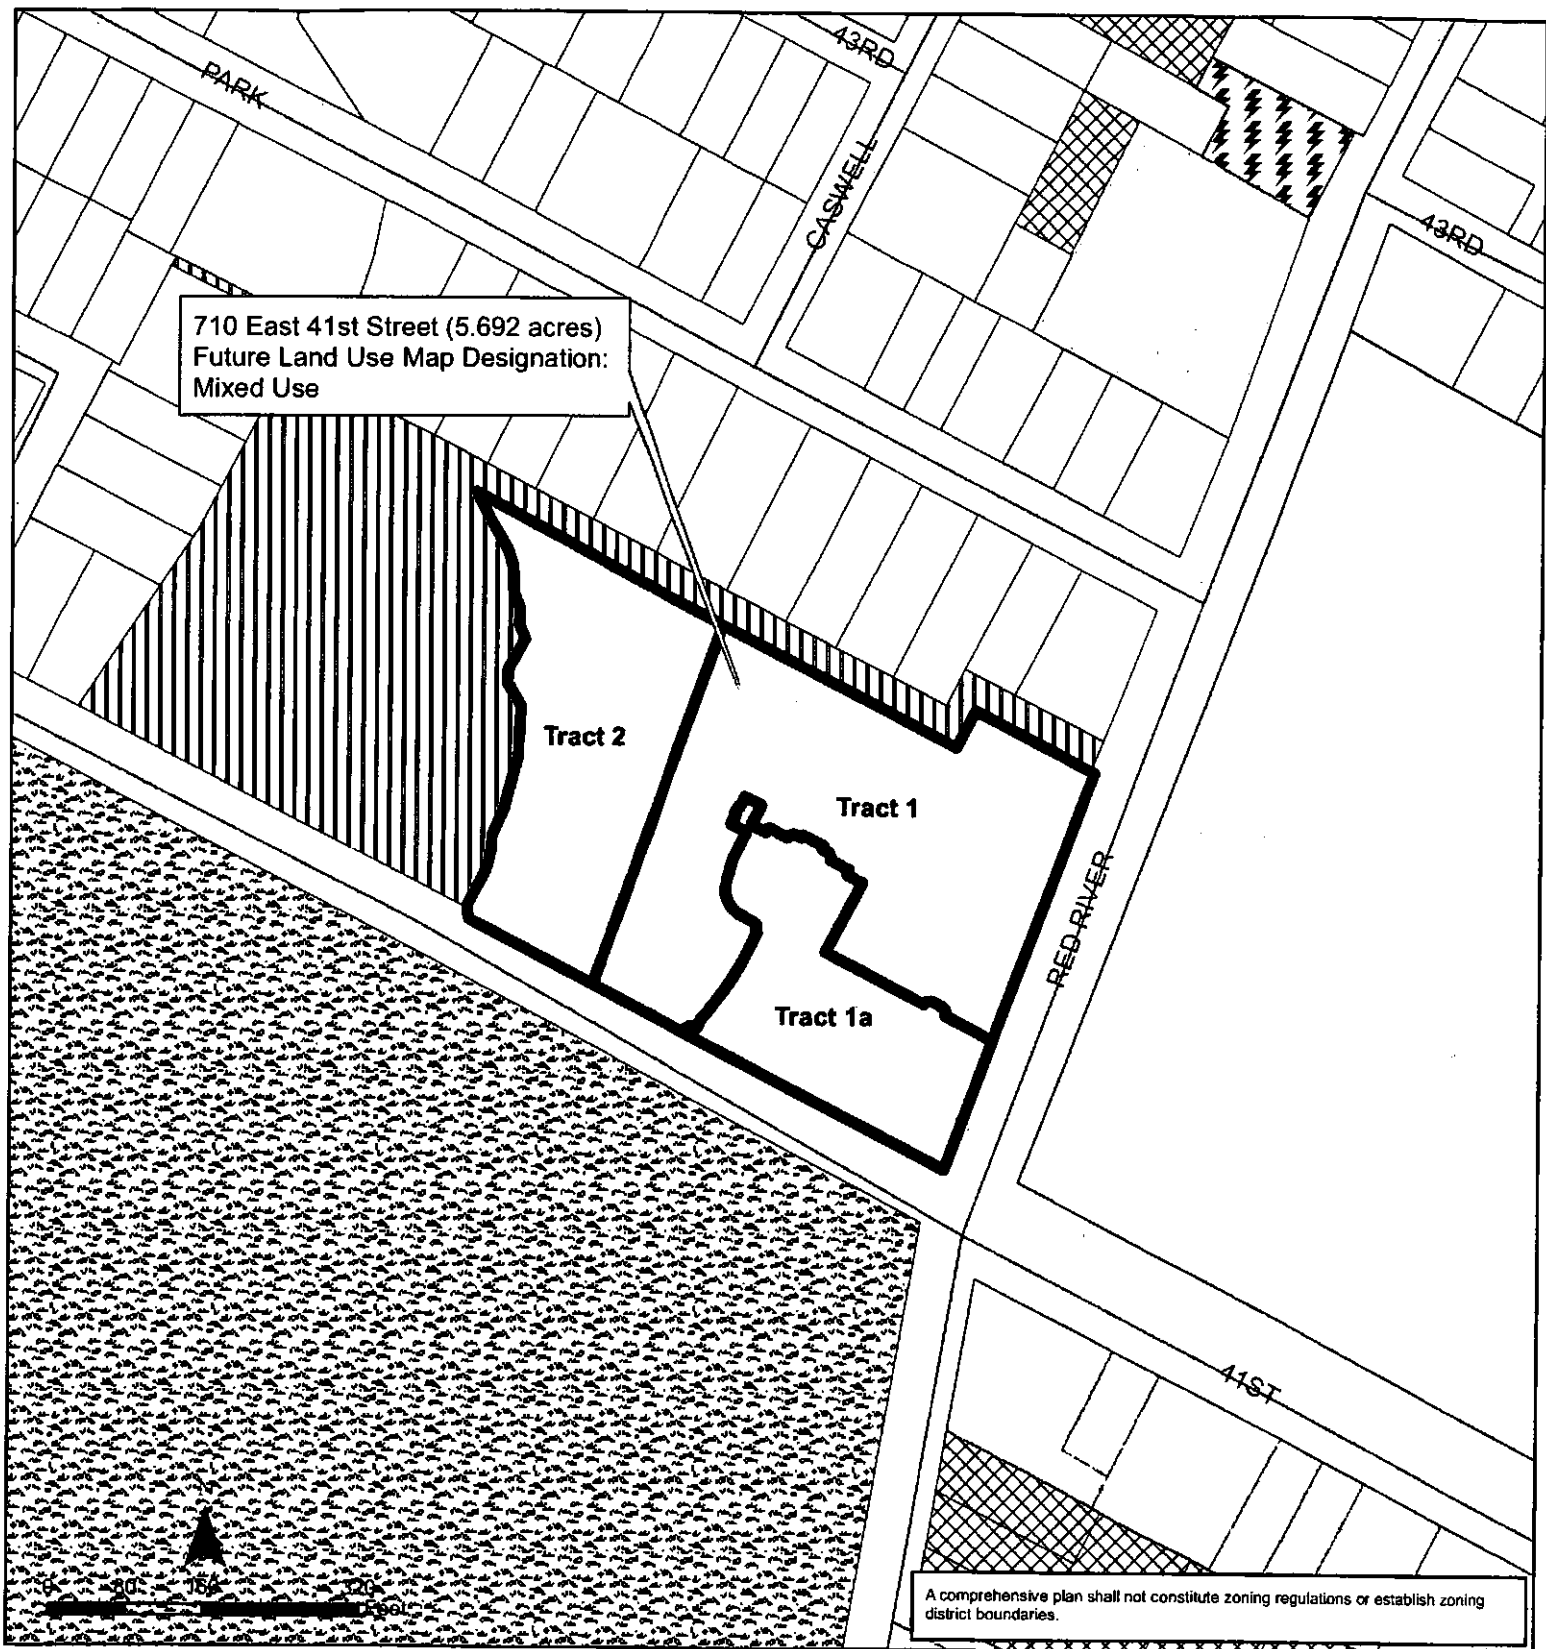 43RD
PARK
CASWELL
43RD
710 East 41st Street (5.692 acres)
Future Land Use Map Designation:
Mixed Use
Tract 2
Tract 1
RED RIVER
Tract 1a
41ST
0 80 160 320
Feet
A comprehensive plan shall not constitute zoning regulations or establish zoning
district boundaries.